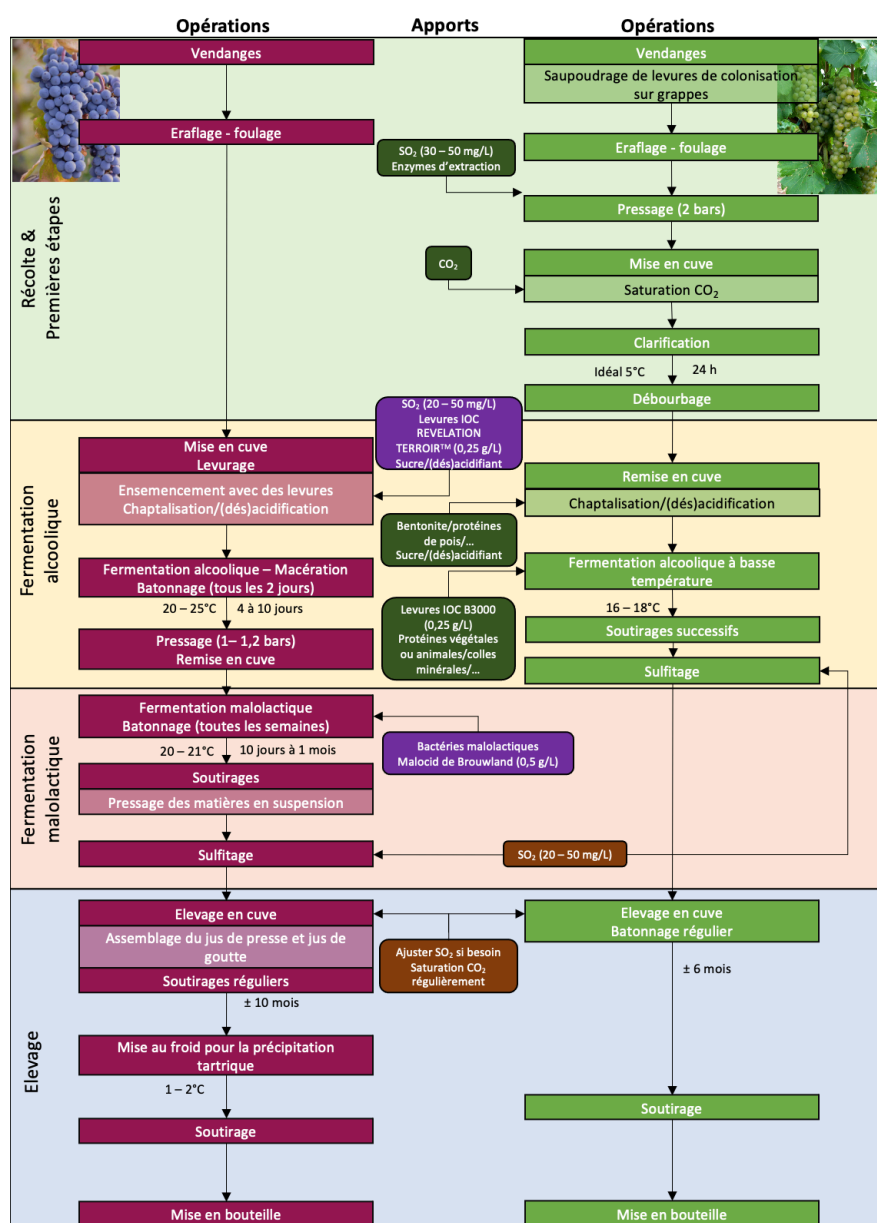 Opérations
Apports
Opérations
Récolte &
Premières étapes
Vendanges
Vendanges
Saupoudrage de levures de colonisation
sur grappes
Eraflage - foulage
SO₂ (30 – 50 mg/L)
Enzymes d'extraction
Eraflage - foulage
Pressage (2 bars)
CO₂
Mise en cuve
Saturation CO₂
Clarification
Idéal 5°C
24 h
Débourbage
Fermentation
alcoolique
SO₂ (20 – 50 mg/L)
Levures IOC
REVELATION
TERROIR™ (0,25 g/L)
Sucre/(dés)acidifiant
Mise en cuve
Levurage
Ensemencement avec des levures
Chaptalisation/(dés)acidification
Remise en cuve
Chaptalisation/(dés)acidification
Bentonite/protéines
de pois/...
Sucre/(dés)acidifiant
Fermentation alcoolique – Macération
Batonnage (tous les 2 jours)
Fermentation alcoolique à basse
température
20 – 25°C
4 à 10 jours
Levures IOC B3000
(0,25 g/L)
Protéines végétales
ou animales/colles
minérales/...
16 – 18°C
Pressage (1– 1,2 bars)
Remise en cuve
Soutirages successifs
Sulfitage
Fermentation
malolactique
Fermentation malolactique
Batonnage (toutes les semaines)
20 – 21°C
10 jours à 1 mois
Bactéries malolactiques
Malocid de Brouwland (0,5 g/L)
Soutirages
Pressage des matières en suspension
Sulfitage
SO₂ (20 – 50 mg/L)
Elevage
Elevage en cuve
Assemblage du jus de presse et jus de
goutte
Soutirages réguliers
Ajuster SO₂ si besoin
Saturation CO₂
régulièrement
Elevage en cuve
Batonnage régulier
± 10 mois
± 6 mois
Mise au froid pour la précipitation
tartrique
1 – 2°C
Soutirage
Soutirage
Mise en bouteille
Mise en bouteille